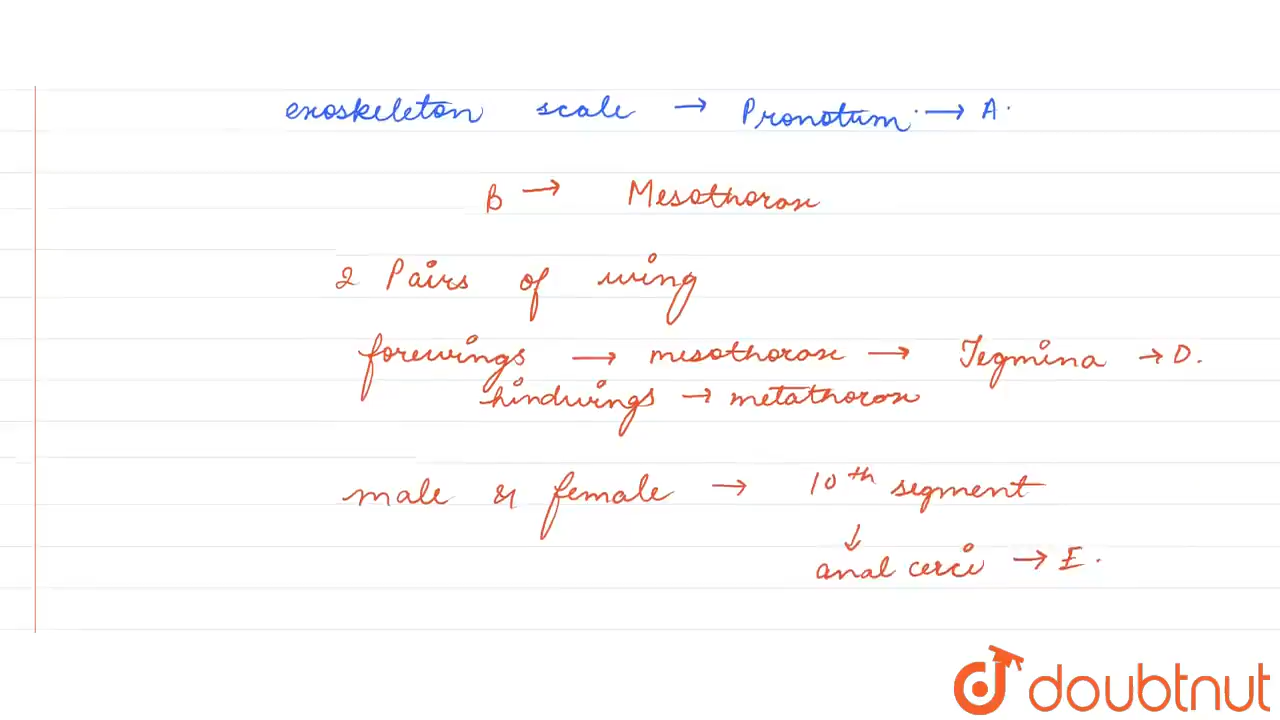 exoskeleton scale → Pronotum. → A.
B → Mesothorax
2 Pairs of wing
forewings → mesothorax → Tegmina → D.
hindwings → metathorax
male & female → 10th segment
↓
anal cerci → E.
doubtnut